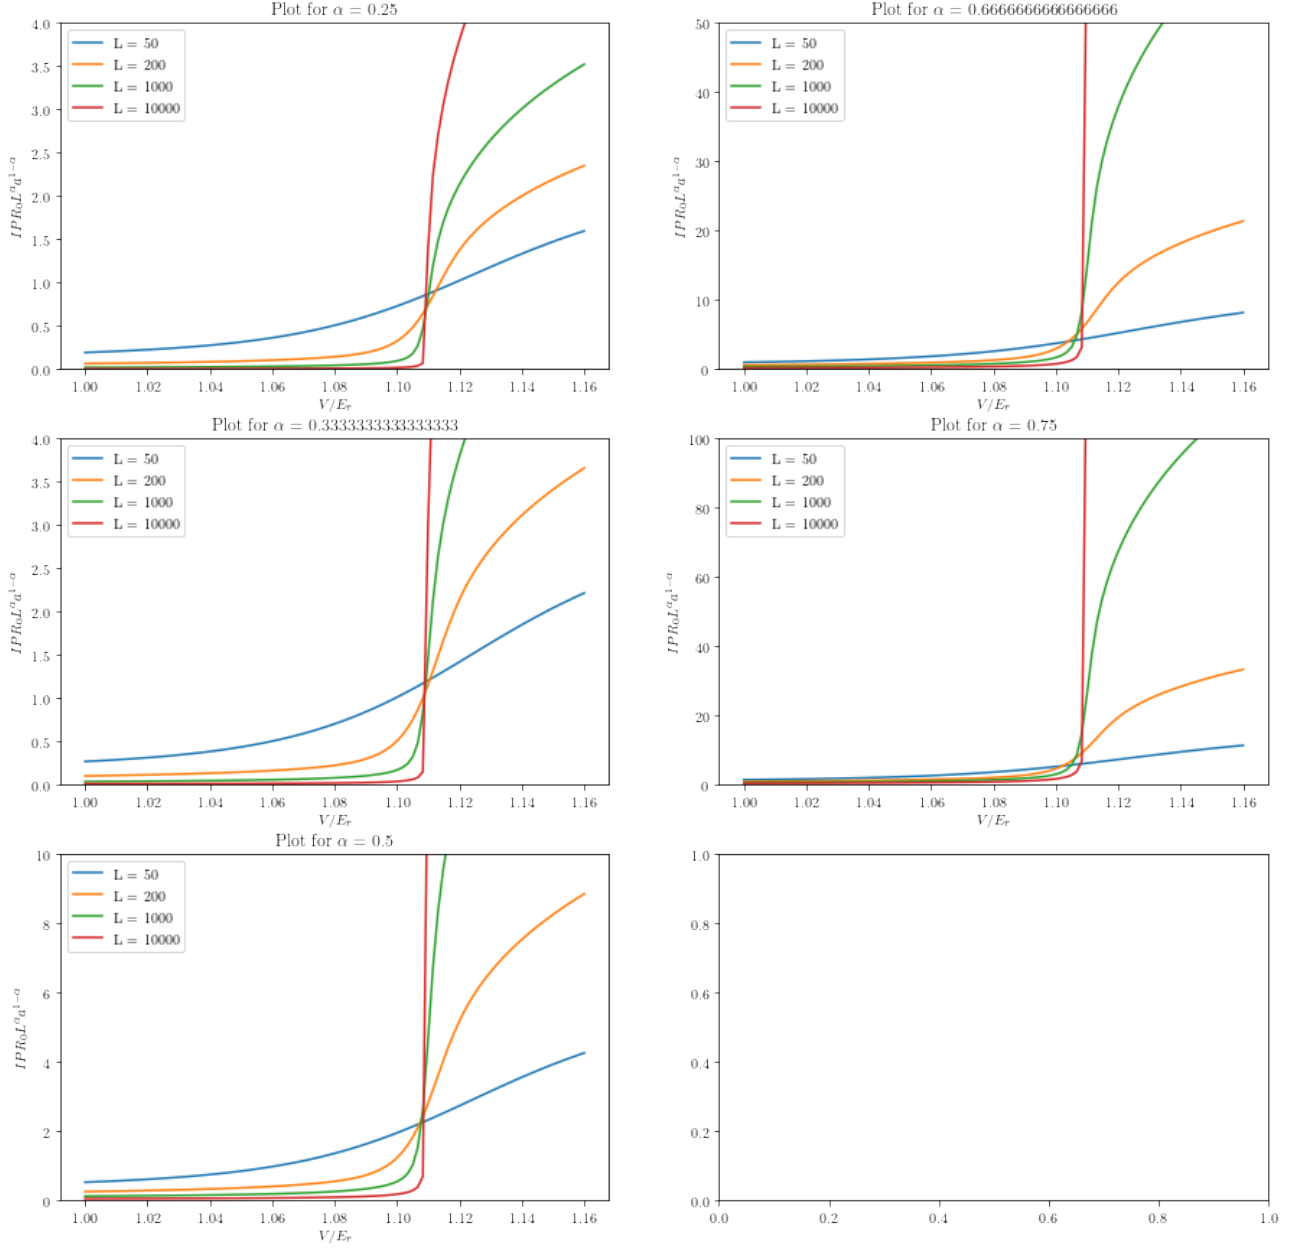 Plot for α = 0.25
4.0
3.5
3.0
2.5
2.0
1.5
1.0
0.5
0.0
IPR₀L^α a^{1−α}
L = 50
L = 200
L = 1000
L = 10000
1.00 1.02 1.04 1.06 1.08 1.10 1.12 1.14 1.16
V/E_r
Plot for α = 0.6666666666666666
50
40
30
20
10
0
IPR₀L^α a^{1−α}
L = 50
L = 200
L = 1000
L = 10000
1.00 1.02 1.04 1.06 1.08 1.10 1.12 1.14 1.16
V/E_r
Plot for α = 0.3333333333333333
4.0
3.5
3.0
2.5
2.0
1.5
1.0
0.5
0.0
IPR₀L^α a^{1−α}
L = 50
L = 200
L = 1000
L = 10000
1.00 1.02 1.04 1.06 1.08 1.10 1.12 1.14 1.16
V/E_r
Plot for α = 0.75
100
80
60
40
20
0
IPR₀L^α a^{1−α}
L = 50
L = 200
L = 1000
L = 10000
1.00 1.02 1.04 1.06 1.08 1.10 1.12 1.14 1.16
V/E_r
Plot for α = 0.5
10
8
6
4
2
0
IPR₀L^α a^{1−α}
L = 50
L = 200
L = 1000
L = 10000
1.00 1.02 1.04 1.06 1.08 1.10 1.12 1.14 1.16
V/E_r
1.0
0.8
0.6
0.4
0.2
0.0
0.0 0.2 0.4 0.6 0.8 1.0